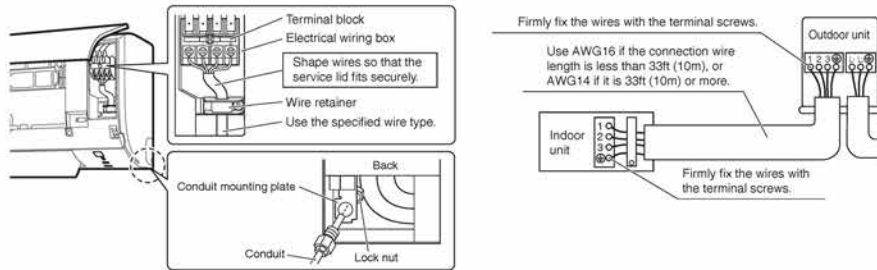 Terminal block
Electrical wiring box
Shape wires so that the
service lid fits securely.
Wire retainer
Use the specified wire type.
Back
Conduit mounting plate
Conduit
Lock nut
Firmly fix the wires with the terminal screws.
Outdoor unit
Use AWG16 if the connection wire
length is less than 33ft (10m), or
AWG14 if it is 33ft (10m) or more.
1 2 3
Indoor
unit
1
2
3
Firmly fix the wires with
the terminal screws.